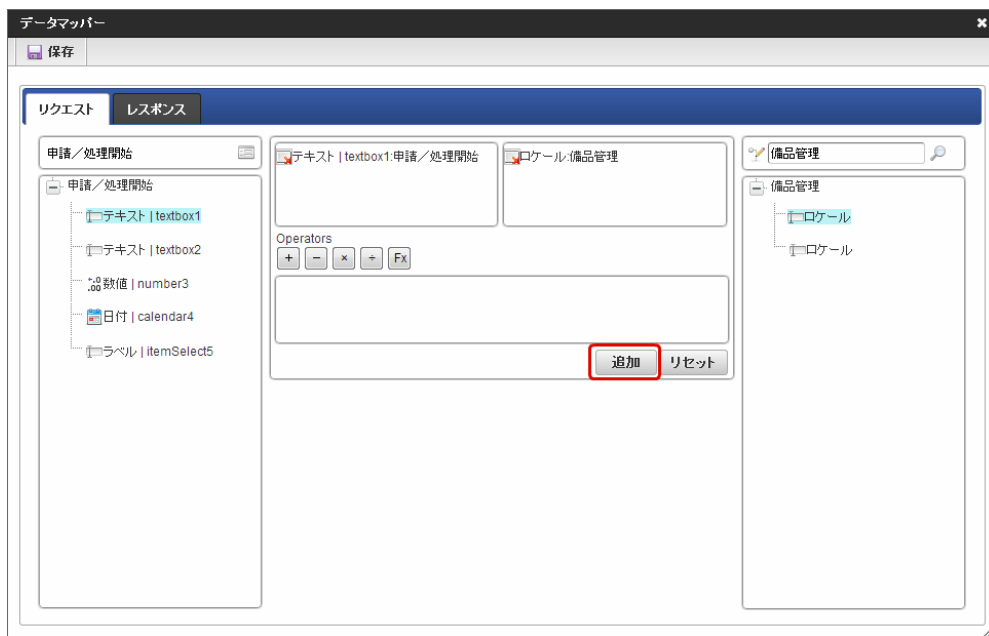 データマッパー
保存
リクエスト レスポンス
申請／処理開始
申請／処理開始
テキスト | textbox1
テキスト | textbox2
数値 | number3
日付 | calendar4
ラベル | itemSelect5
テキスト | textbox1:申請／処理開始
ロケール:備品管理
Operators
+ − × ÷ Fx
追加 リセット
備品管理
備品管理
ロケール
ロケール